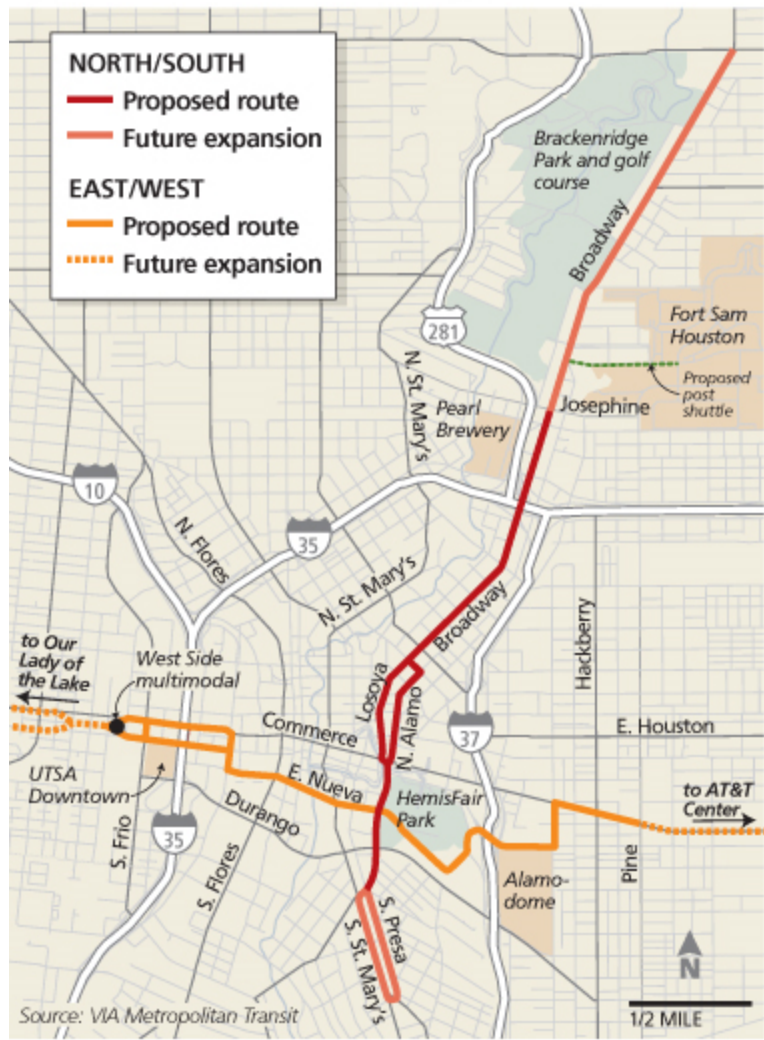 NORTH/SOUTH
Proposed route
Future expansion
EAST/WEST
Proposed route
Future expansion
Brackenridge
Park and golf
course
Broadway
Fort Sam
Houston
281
Proposed
post
shuttle
N. St. Mary's
Pearl
Brewery
Josephine
10
35
N. Flores
N. St. Mary's
Broadway
Hackberry
to Our
Lady of
the Lake
West Side
multimodal
Losoya
N. Alamo
Commerce
37
E. Houston
UTSA
Downtown
E. Nueva
HemisFair
Park
to AT&T
Center
Durango
35
S. Frio
S. Flores
Alamo-
dome
Pine
S. Presa
S. St. Mary's
N
Source: VIA Metropolitan Transit
1/2 MILE